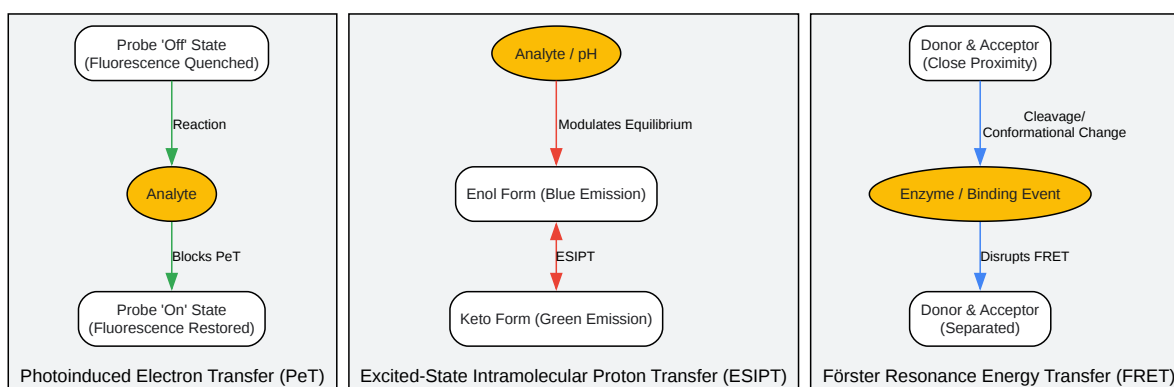 Probe 'Off' State
(Fluorescence Quenched)
Reaction
Analyte
Blocks PeT
Probe 'On' State
(Fluorescence Restored)
Photoinduced Electron Transfer (PeT)
Analyte / pH
Modulates Equilibrium
Enol Form (Blue Emission)
ESIPT
Keto Form (Green Emission)
Excited-State Intramolecular Proton Transfer (ESIPT)
Donor & Acceptor
(Close Proximity)
Cleavage/
Conformational Change
Enzyme / Binding Event
Disrupts FRET
Donor & Acceptor
(Separated)
Förster Resonance Energy Transfer (FRET)